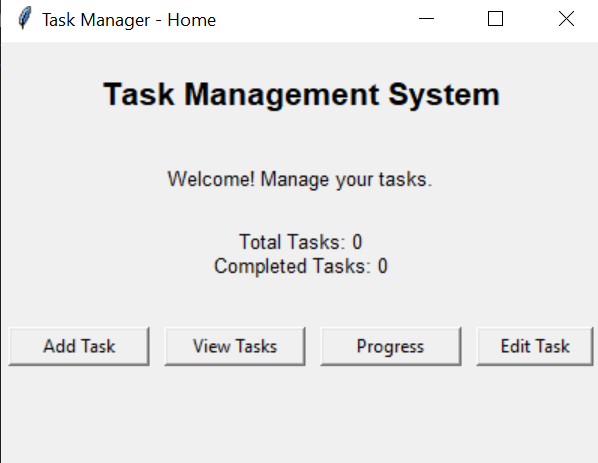 Task Manager - Home
Task Management System
Welcome! Manage your tasks.
Total Tasks: 0
Completed Tasks: 0
Add Task View Tasks Progress Edit Task